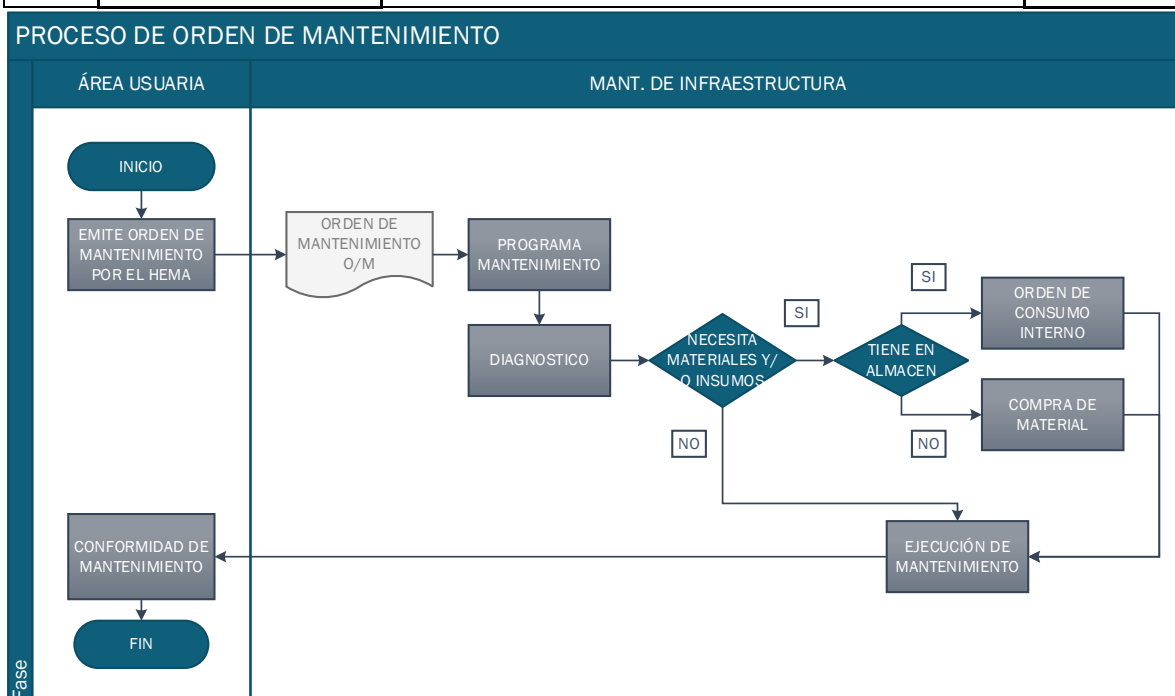 PROCESO DE ORDEN DE MANTENIMIENTO
ÁREA USUARIA
MANT. DE INFRAESTRUCTURA
INICIO
EMITE ORDEN DE
MANTENIMIENTO
POR EL HEMA
ORDEN DE
MANTENIMIENTO
O/M
PROGRAMA
MANTENIMIENTO
DIAGNOSTICO
NECESITA
MATERIALES Y/
O INSUMOS
SI
TIENE EN
ALMACEN
SI
ORDEN DE
CONSUMO
INTERNO
COMPRA DE
MATERIAL
NO
NO
EJECUCIÓN DE
MANTENIMIENTO
CONFORMIDAD DE
MANTENIMIENTO
FIN
Fase